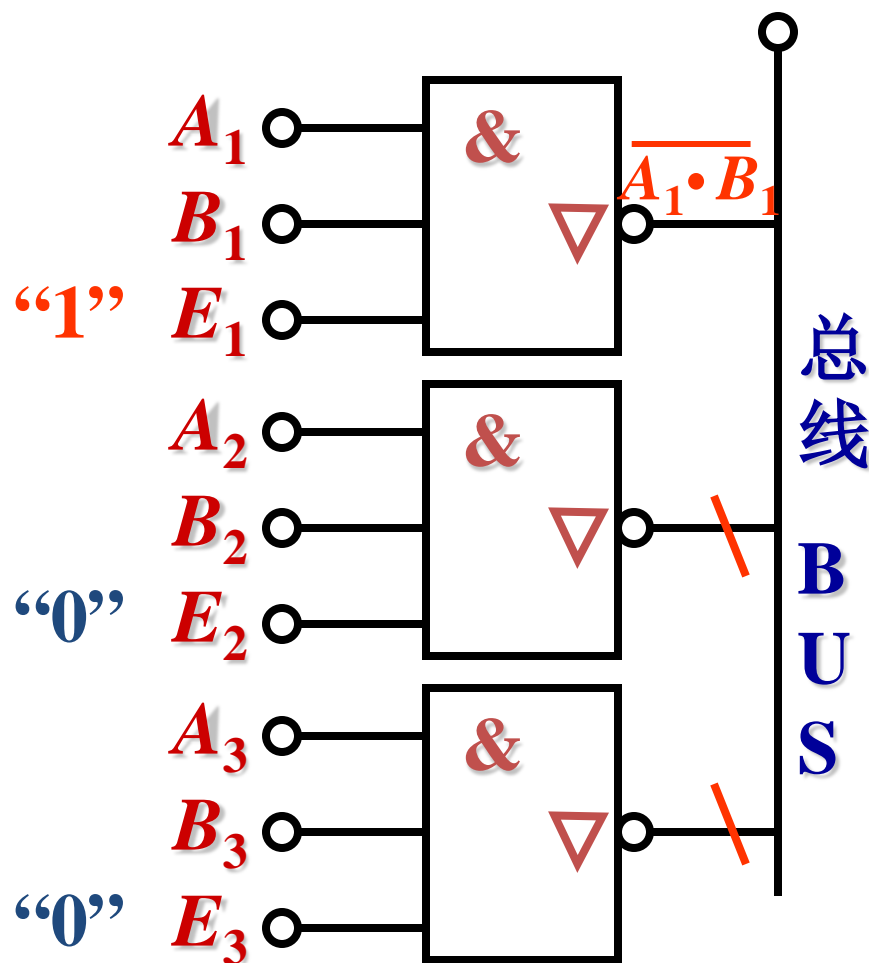 A₁
&
A₁• B₁
B₁
▽
“1” E₁
A₂
&
B₂
▽
“0” E₂
A₃
&
B₃
▽
“0” E₃
总
线
B
U
S